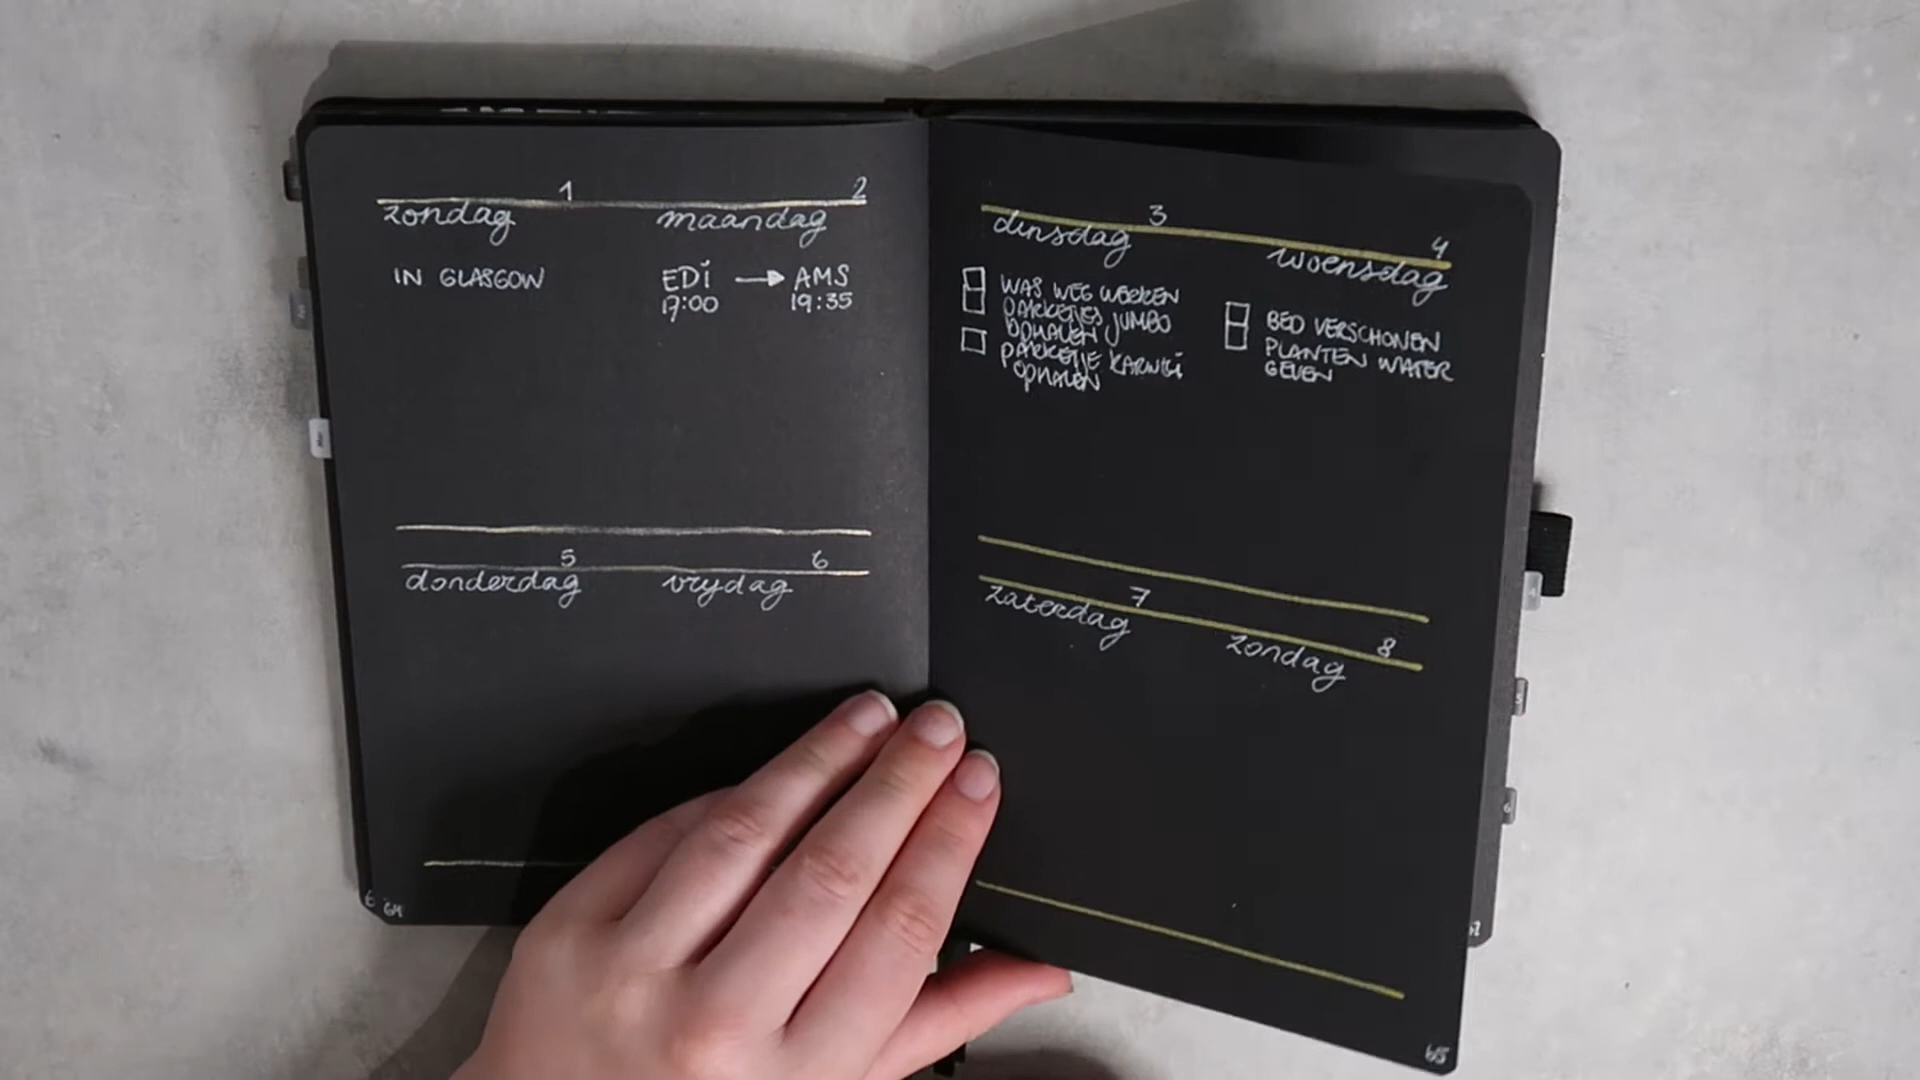 1
2
zondag
maandag
IN GLASGOW
EDI → AMS
17:00 19:35
5
6
donderdag
vrijdag
64
3
4
dinsdag
woensdag
WAS WEG WERKEN
PAKKETJES JUMBO
OPHALEN
PAKKETJE KARWEI
OPHALEN
BED VERSCHONEN
PLANTEN WATER
GEVEN
7
8
zaterdag
zondag
65